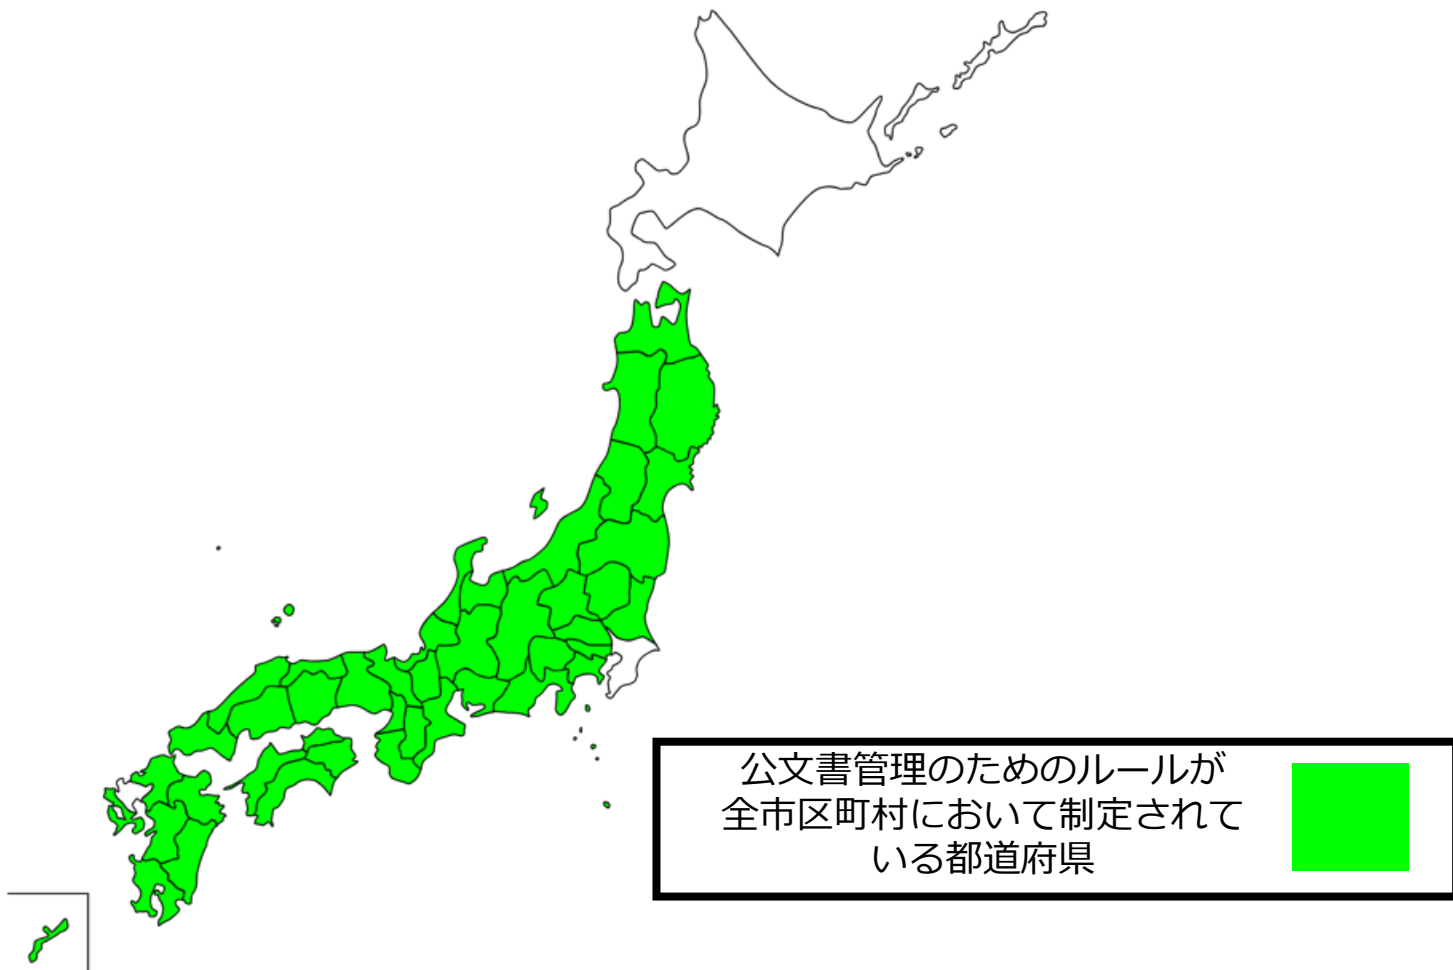 公文書管理のためのルールが
全市区町村において制定されて
いる都道府県